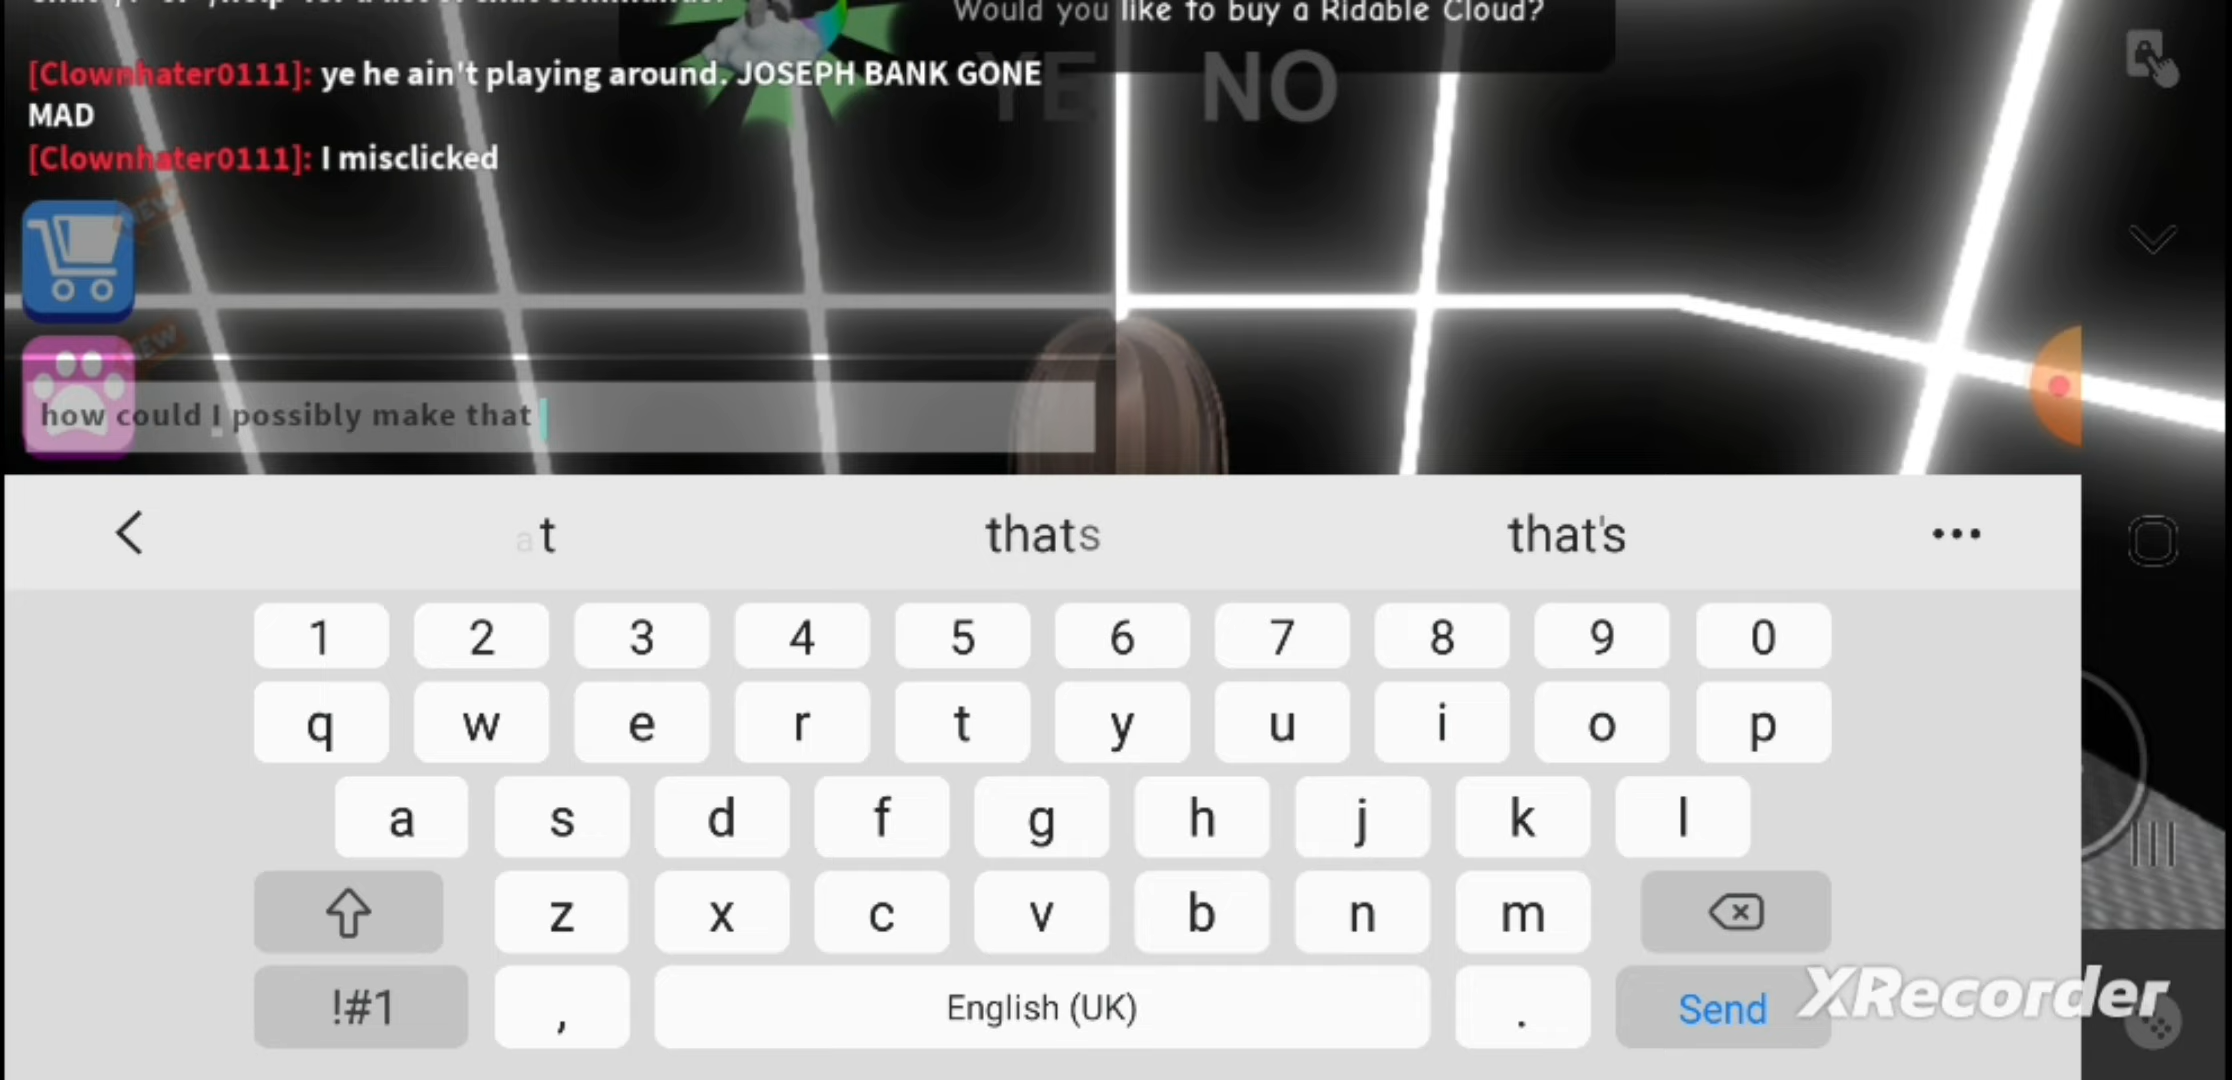 Would you like to buy a Ridable Cloud?
YE NO
[Clownhater0111]: ye he ain't playing around. JOSEPH BANK GONE
MAD
[Clownhater0111]: I misclicked
NEW
NEW
how could I possibly make that
t thats that's
1 2 3 4 5 6 7 8 9 0
q w e r t y u i o p
a s d f g h j k l
z x c v b n m
!#1 , English (UK) . Send
XRecorder